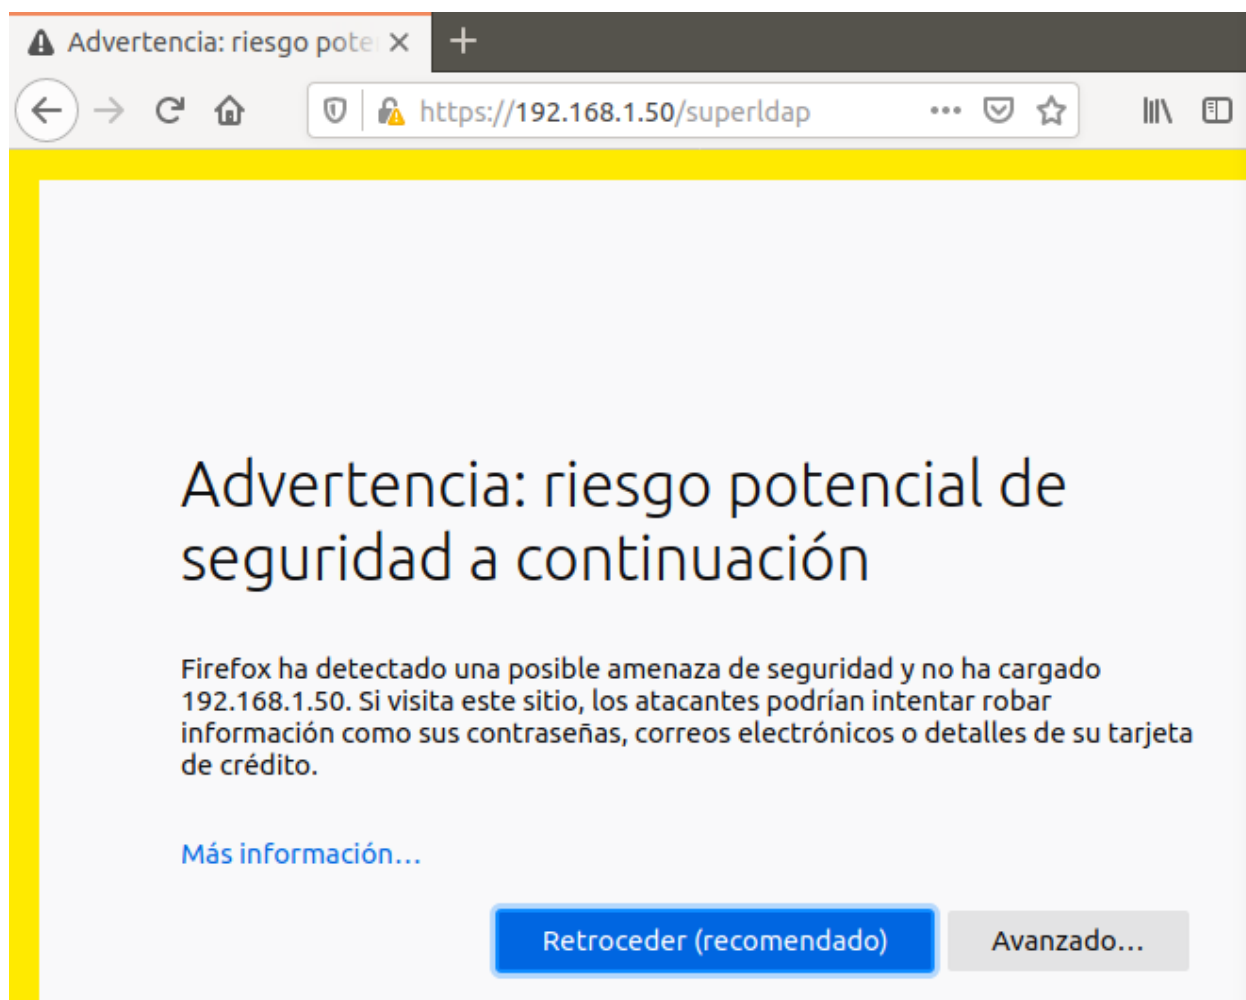 Advertencia: riesgo pote
https://192.168.1.50/superldap
Advertencia: riesgo potencial de
seguridad a continuación
Firefox ha detectado una posible amenaza de seguridad y no ha cargado
192.168.1.50. Si visita este sitio, los atacantes podrían intentar robar
información como sus contraseñas, correos electrónicos o detalles de su tarjeta
de crédito.
Más información…
Retroceder (recomendado)
Avanzado…